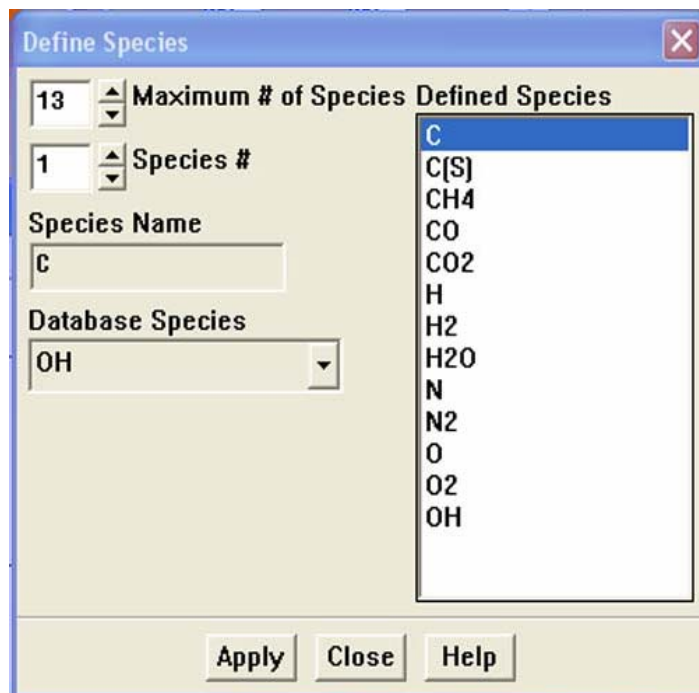 Define Species
13 Maximum # of Species
1 Species #
Species Name
C
Database Species
OH
Defined Species
C
C(S)
CH4
CO
CO2
H
H2
H2O
N
N2
O
O2
OH
Apply Close Help